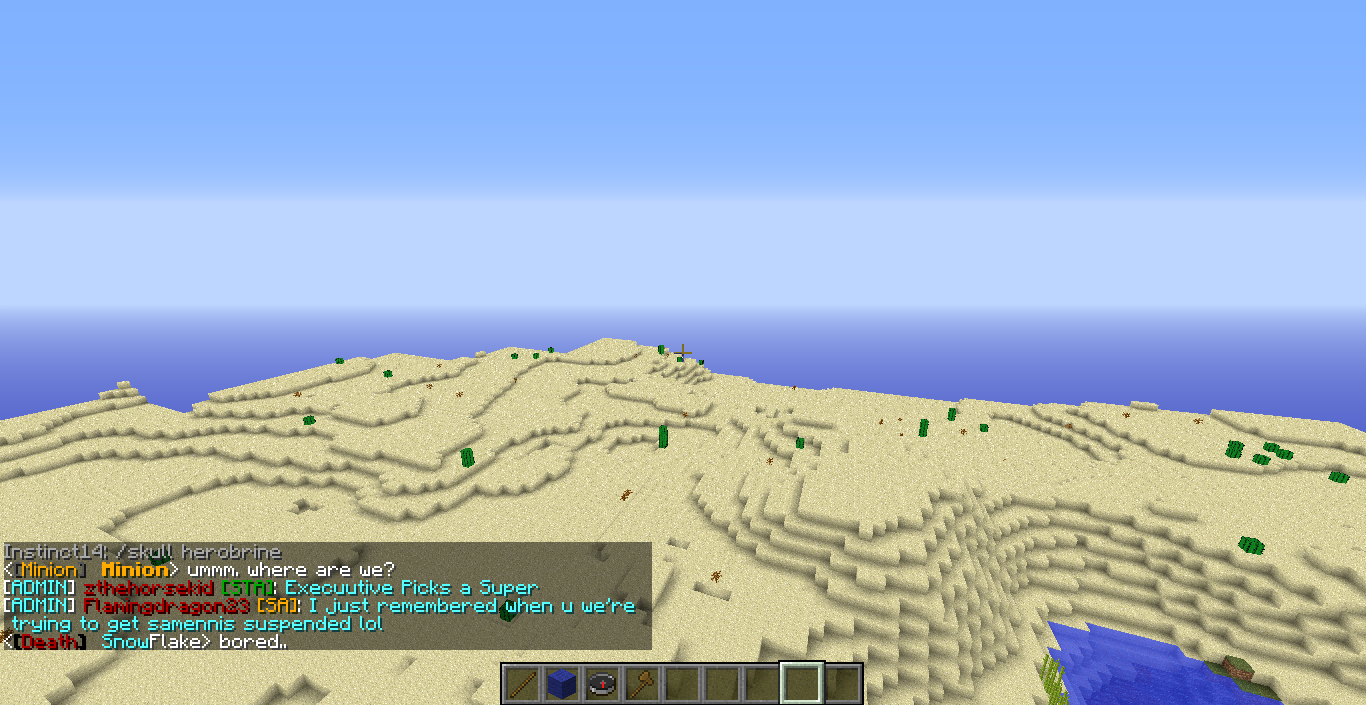 Instinct14: /skull herobrine
<[Minion] Minion> ummm, where are we?
[ADMIN] zthehorsekid [STA]: Execuutive Picks a Super
[ADMIN] Flamingdragon23 [SA]: I just remembered when u we're
trying to get samennis suspended lol
<[Death] SnowFlake> bored..